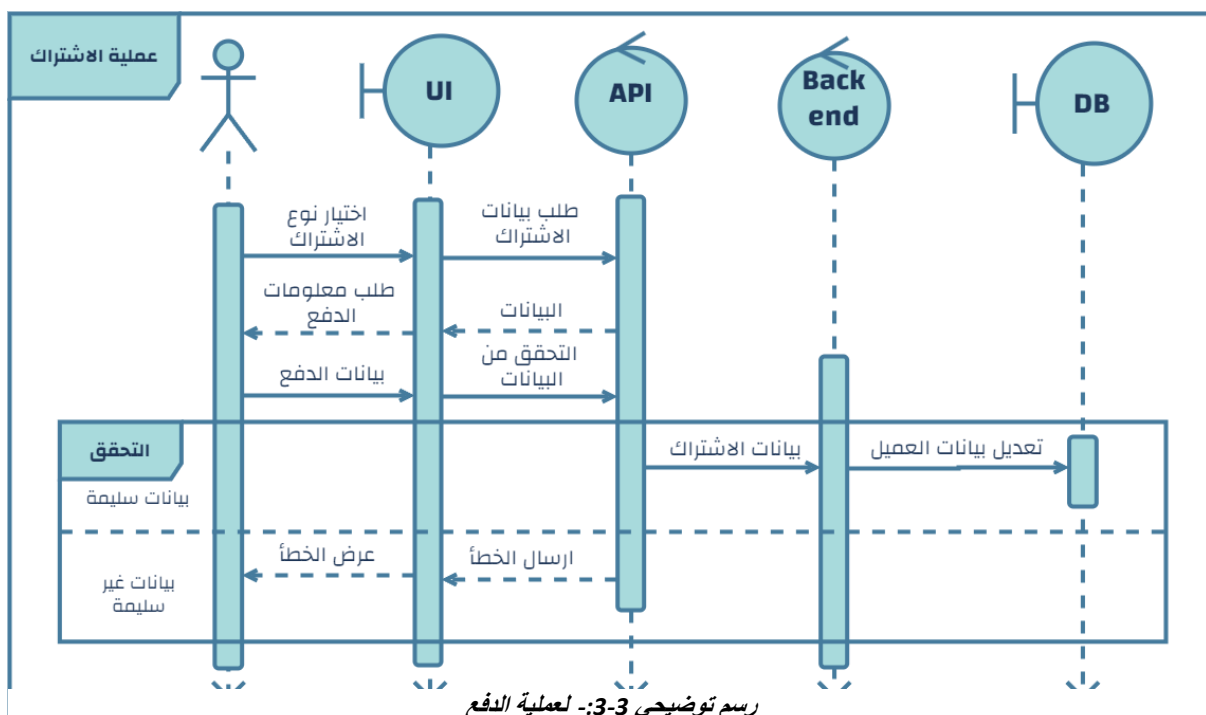 عملية الاشتراك
UI
API
Back
end
DB
اختيار نوع
الاشتراك
طلب بيانات
الاشتراك
طلب معلومات
الدفع
البيانات
بيانات الدفع
التحقق من
البيانات
التحقق
بيانات سليمة
بيانات الاشتراك
تعديل بيانات العميل
بيانات غير
سليمة
عرض الخطأ
ارسال الخطأ
رسم توضيحي 3-3:- لعملية الدفع